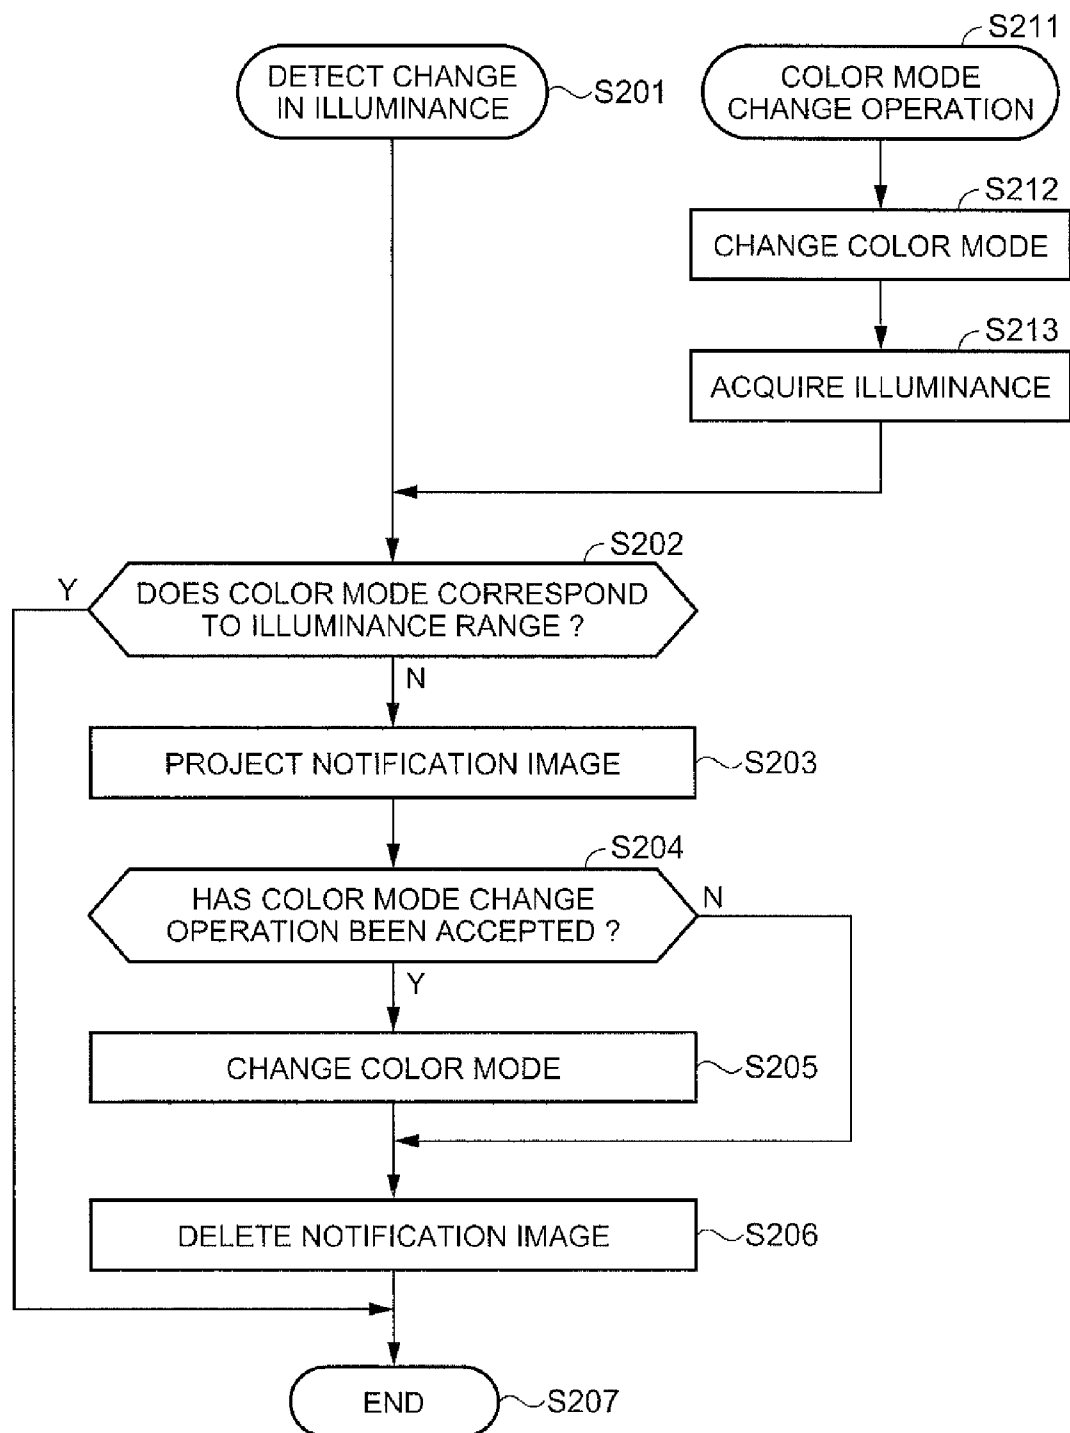 S211
DETECT CHANGE
IN ILLUMINANCE
S201
COLOR MODE
CHANGE OPERATION
S212
CHANGE COLOR MODE
S213
ACQUIRE ILLUMINANCE
S202
Y
DOES COLOR MODE CORRESPOND
TO ILLUMINANCE RANGE ?
N
PROJECT NOTIFICATION IMAGE
S203
S204
HAS COLOR MODE CHANGE
OPERATION BEEN ACCEPTED ?
N
Y
CHANGE COLOR MODE
S205
DELETE NOTIFICATION IMAGE
S206
END
S207